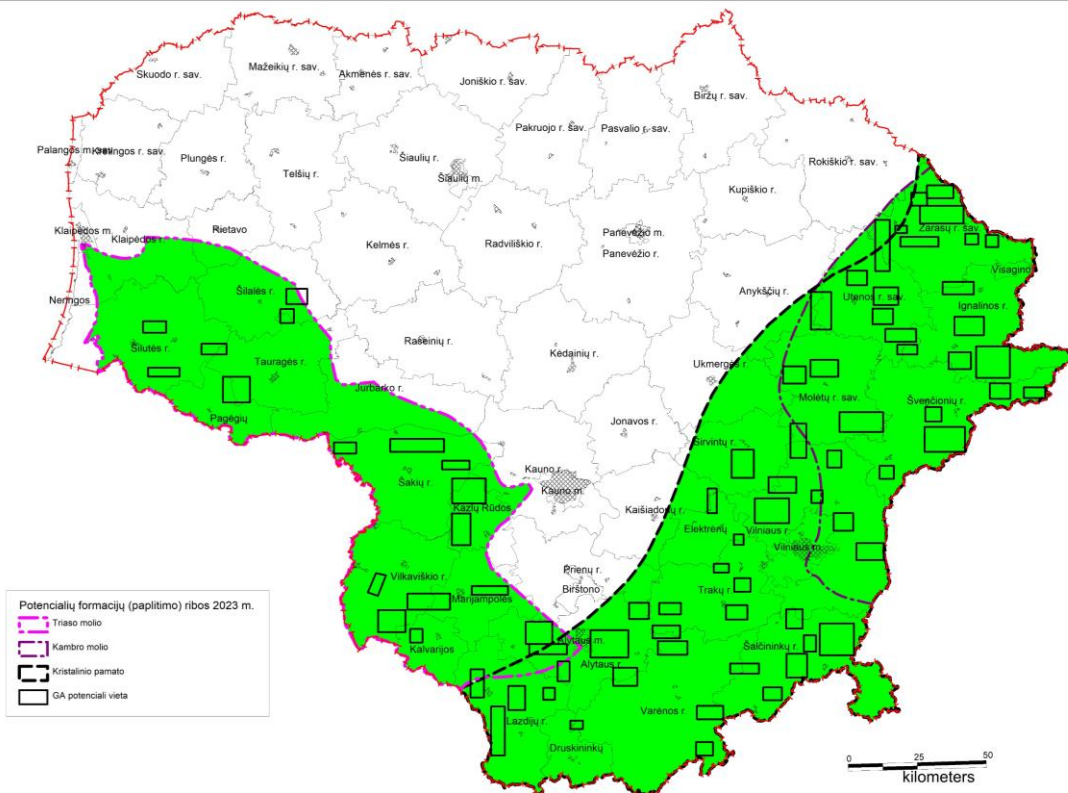 Skuodo r. sav.
Mažeikių r. sav.
Akmenės r. sav.
Joniškio r. sav.
Biržų r. sav.
Pakruojo r. sav.
Pasvalio r. sav.
Palangos m. sav.
Kretingos r. sav.
Plungės r.
Telšių r.
Šiaulių r.
Šiaulių m.
Rokiškio r. sav.
Kupiškio r.
Klaipėdos m.
Klaipėdos r.
Rietavo
Kelmės r.
Radviliškio r.
Panevėžio m.
Panevėžio r.
Zarasų r. sav.
Visagino
Neringos
Šilalės r.
Anykščių r.
Utenos r. sav.
Ignalinos r.
Šilutės r.
Tauragės r.
Raseinių r.
Kėdainių r.
Ukmergės r.
Jurbarko r.
Molėtų r. sav.
Švenčionių r.
Pagėgių
Jonavos r.
Širvintų r.
Kauno r.
Kauno m.
Šakių r.
Kazlų Rūdos
Kaišiadorių r.
Elektrėnų
Vilniaus r.
Vilniaus m.
Vilkaviškio r.
Prienų r.
Birštono
Trakų r.
Marijampolės
Kalvarijos
Alytaus m.
Alytaus r.
Šalčininkų r.
Lazdijų r.
Varėnos r.
Druskininkų
Potencialių formacijų (paplitimo) ribos 2023 m.
Triaso molio
Kambro molio
Kristalinio pamato
GA potenciali vieta
0 25 50
kilometers